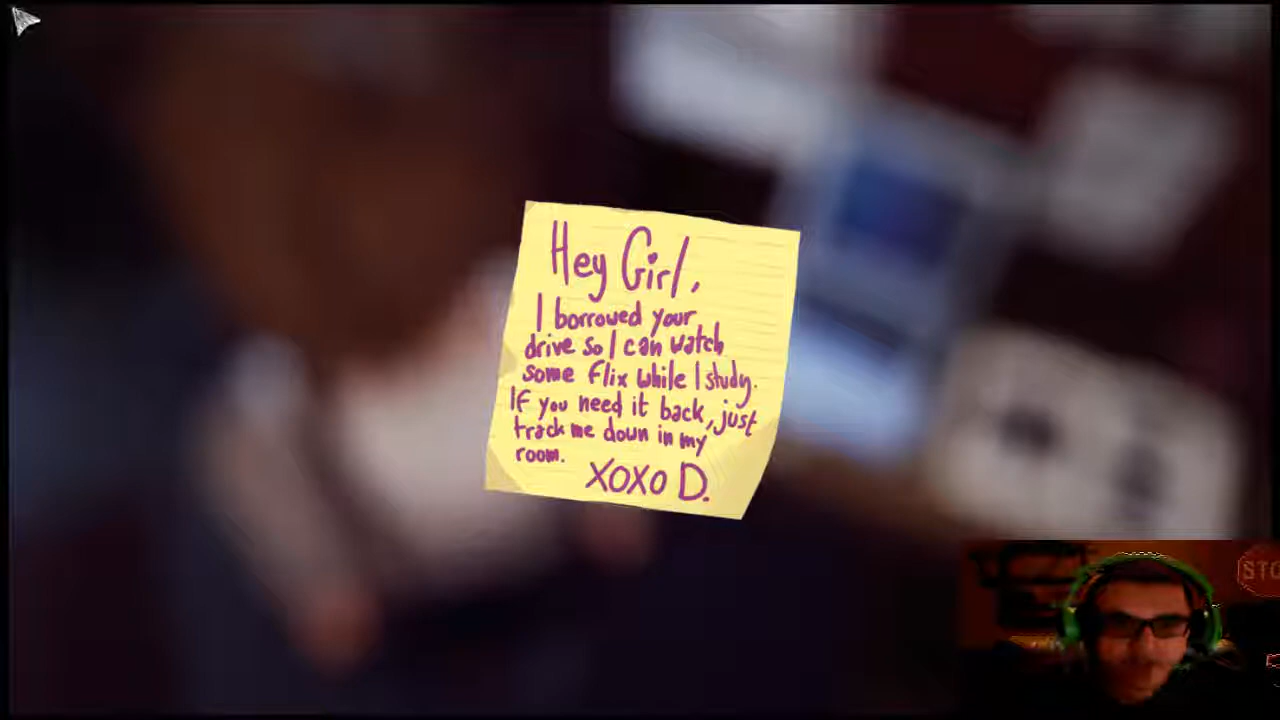 Hey Girl,
I borrowed your
drive so I can watch
some flix while I study.
If you need it back, just
track me down in my
room.
XOXO D.
STO